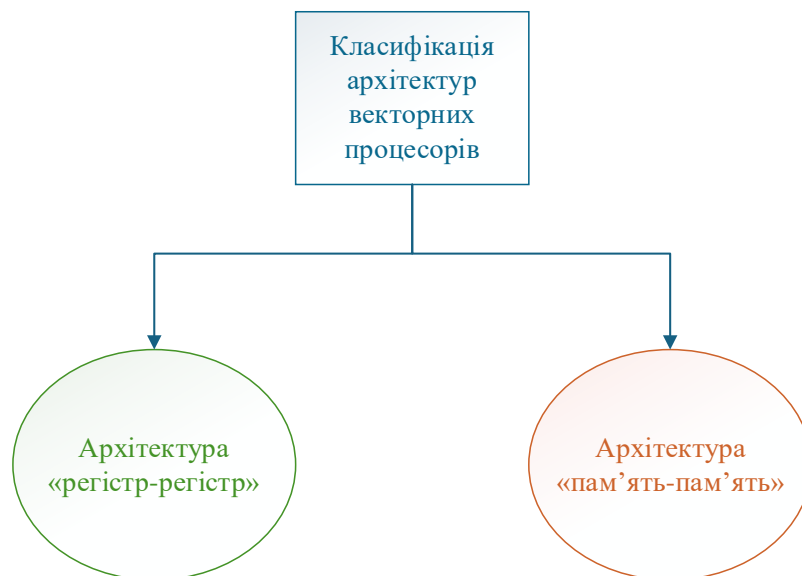 Класифікація
архітектур
векторних
процесорів
Архітектура
«регістр-регістр»
Архітектура
«пам’ять-пам’ять»